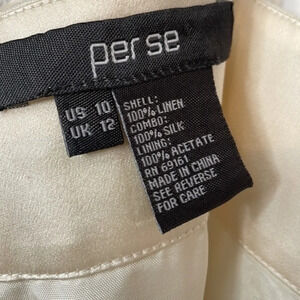 per se
US 10
UK 12
SHELL:
100% LINEN
COMBO:
100% SILK
LINING:
100% ACETATE
RN 69161
MADE IN CHINA
SEE REVERSE
FOR CARE